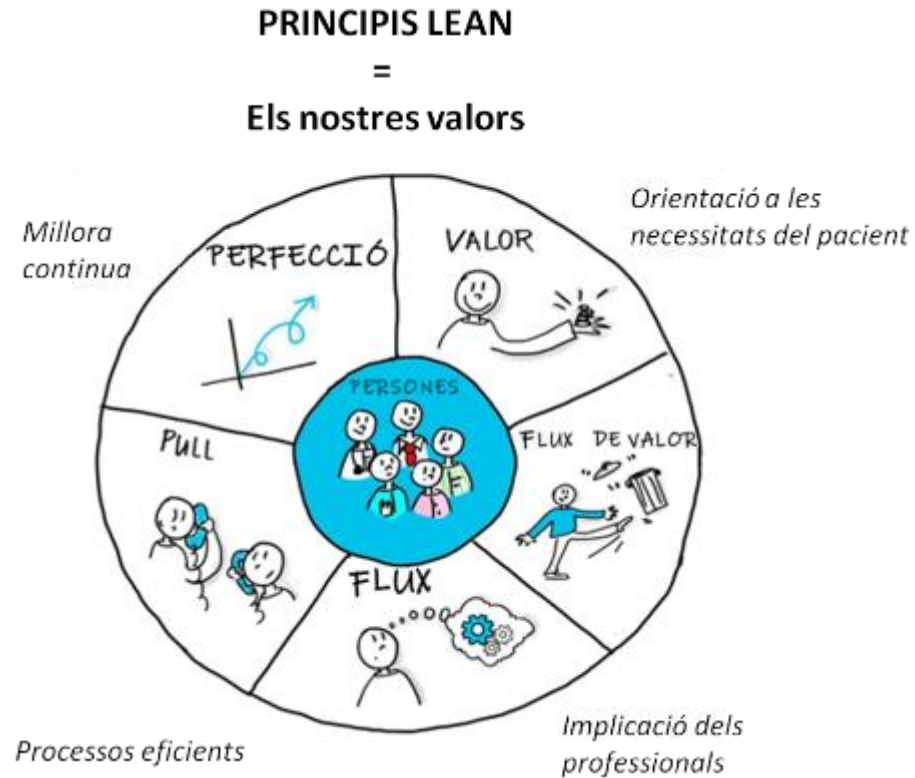 PRINCIPIS LEAN
=
Els nostres valors
Millora
continua
Orientació a les
necessitats del pacient
PERFECCIÓ
VALOR
PERSONES
PULL
FLUX DE VALOR
FLUX
Processos eficients
Implicació dels
professionals